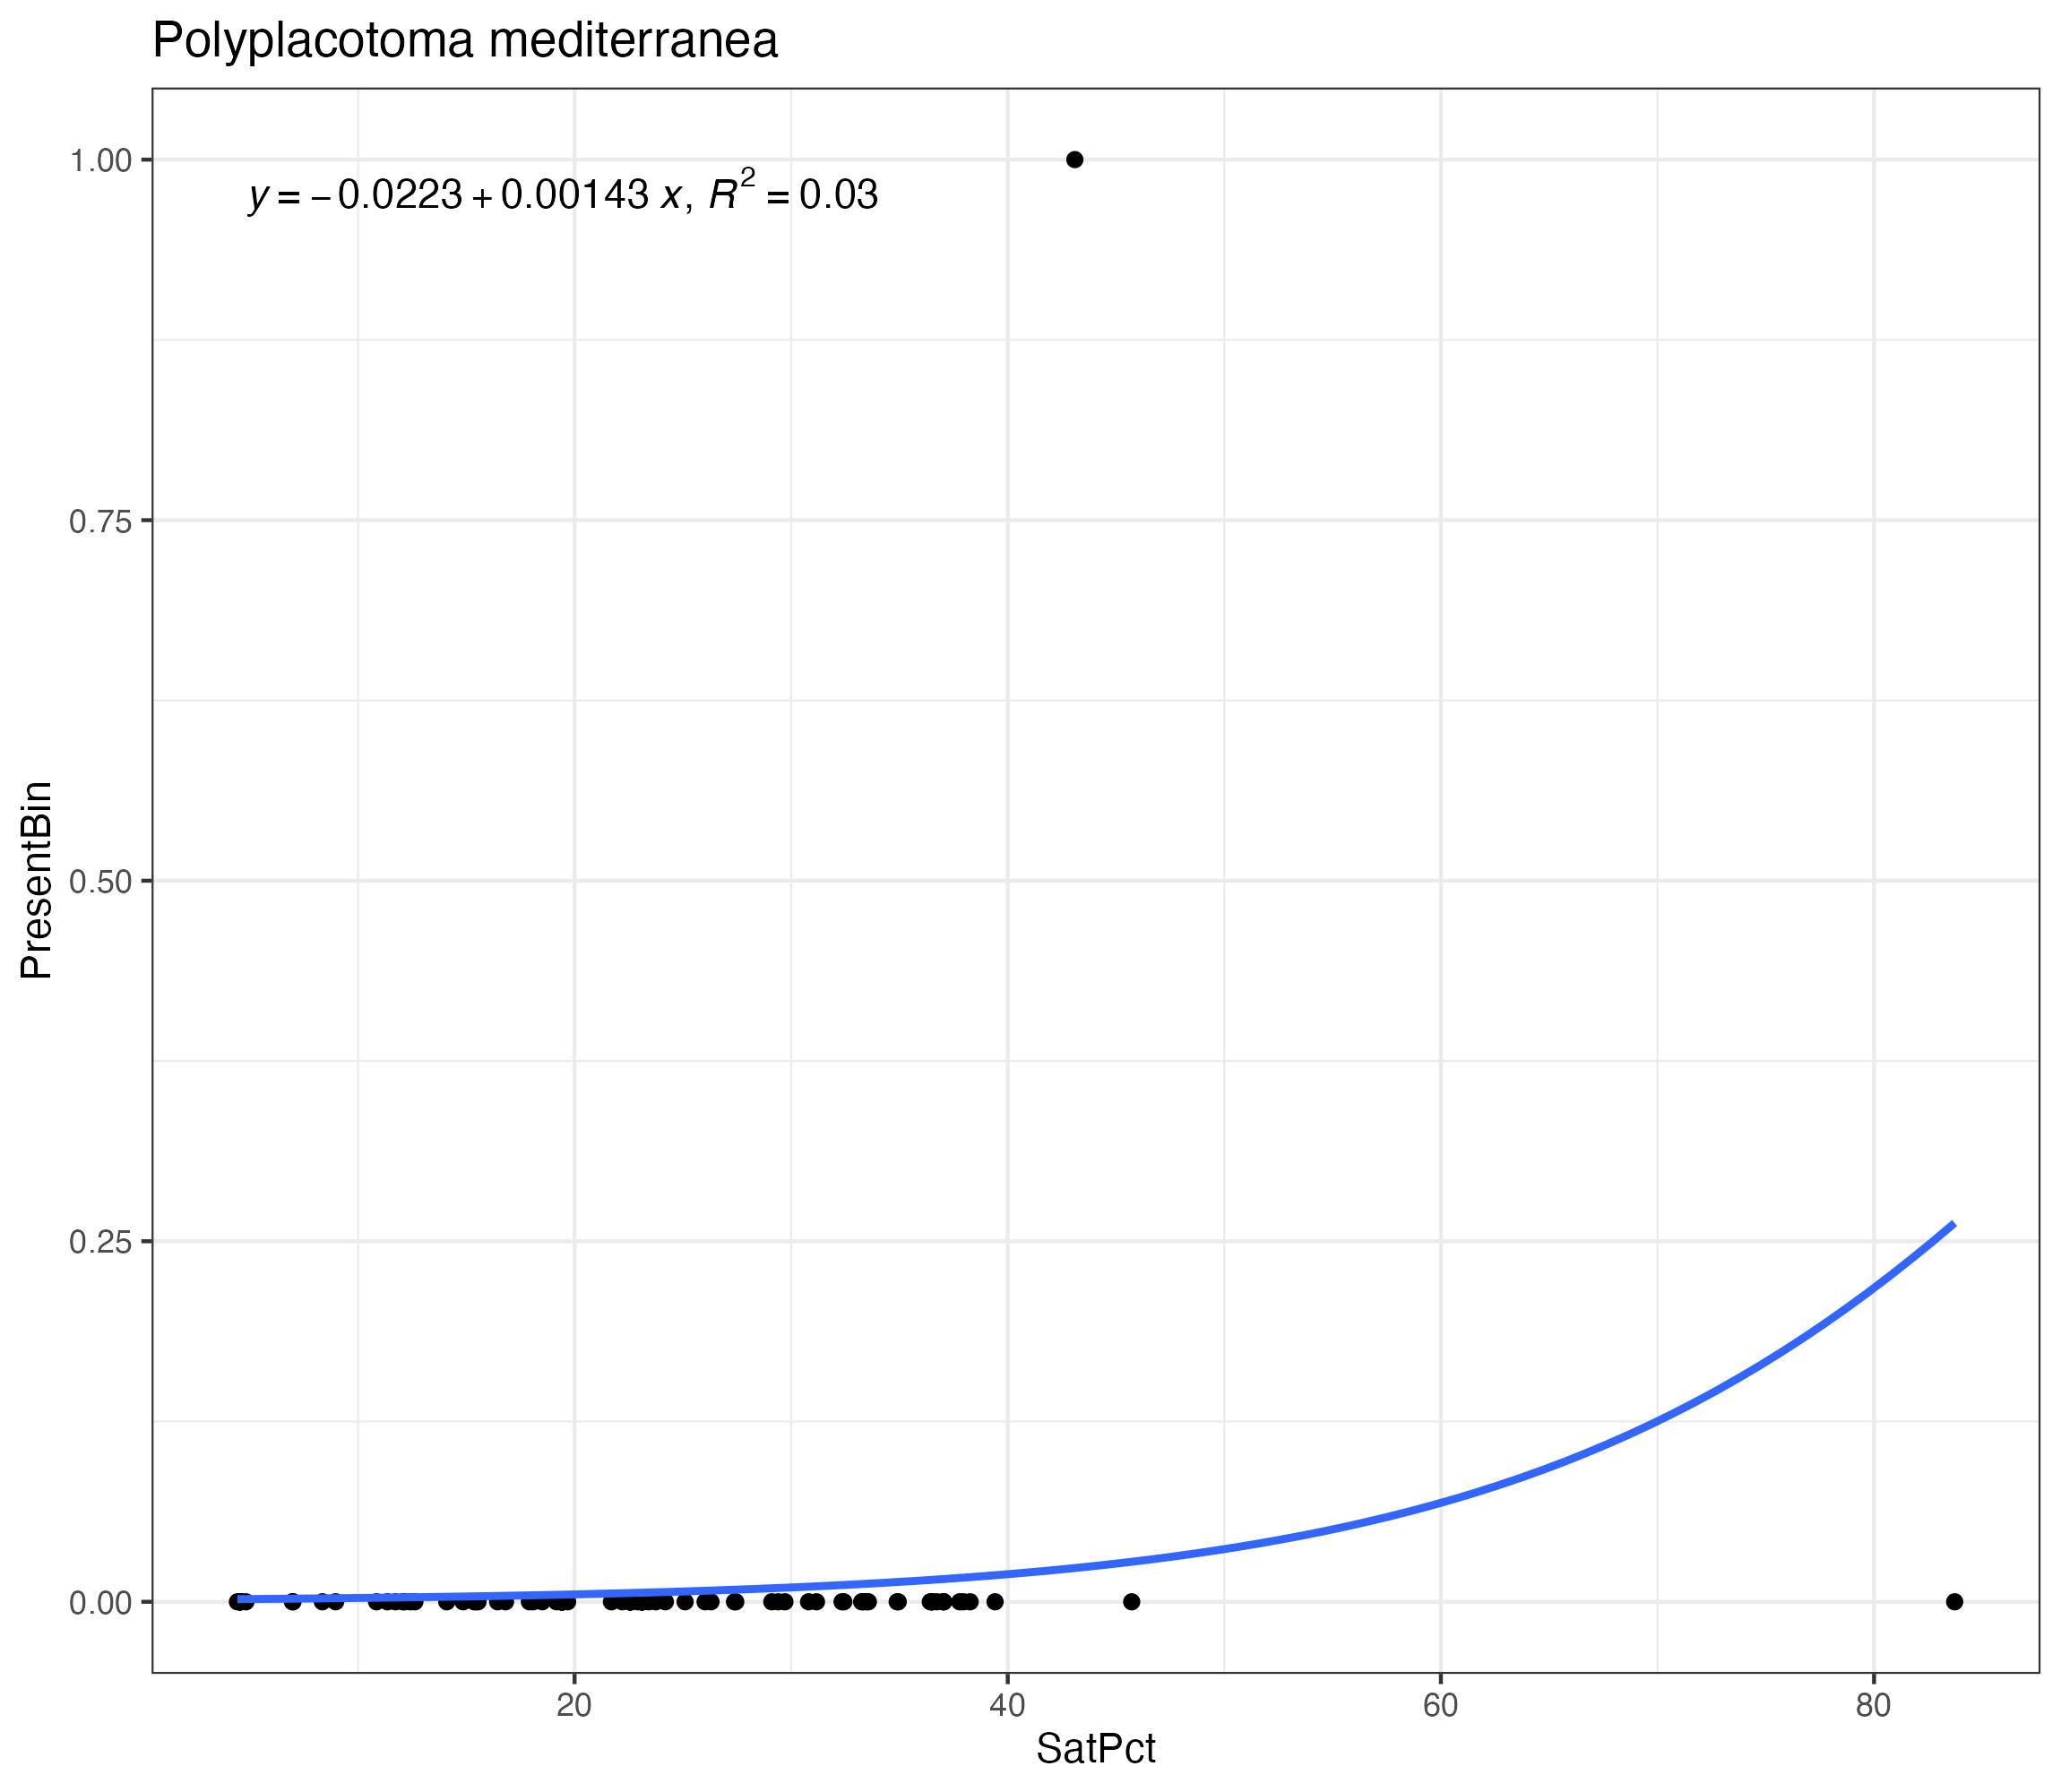 Polyplacotoma mediterranea
y = −0.0223 + 0.00143 x, R² = 0.03
1.00
0.75
0.50
0.25
0.00
PresentBin
20 40 60 80
SatPct